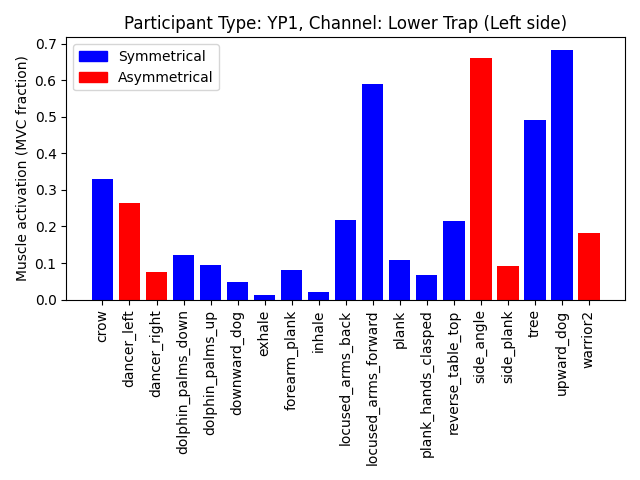 Participant Type: YP1, Channel: Lower Trap (Left side)
Symmetrical
Asymmetrical
Muscle activation (MVC fraction)
0.7
0.6
0.5
0.4
0.3
0.2
0.1
0.0
crow
dancer_left
dancer_right
dolphin_palms_down
dolphin_palms_up
downward_dog
exhale
forearm_plank
inhale
locused_arms_back
locused_arms_forward
plank
plank_hands_clasped
reverse_table_top
side_angle
side_plank
tree
upward_dog
warrior2